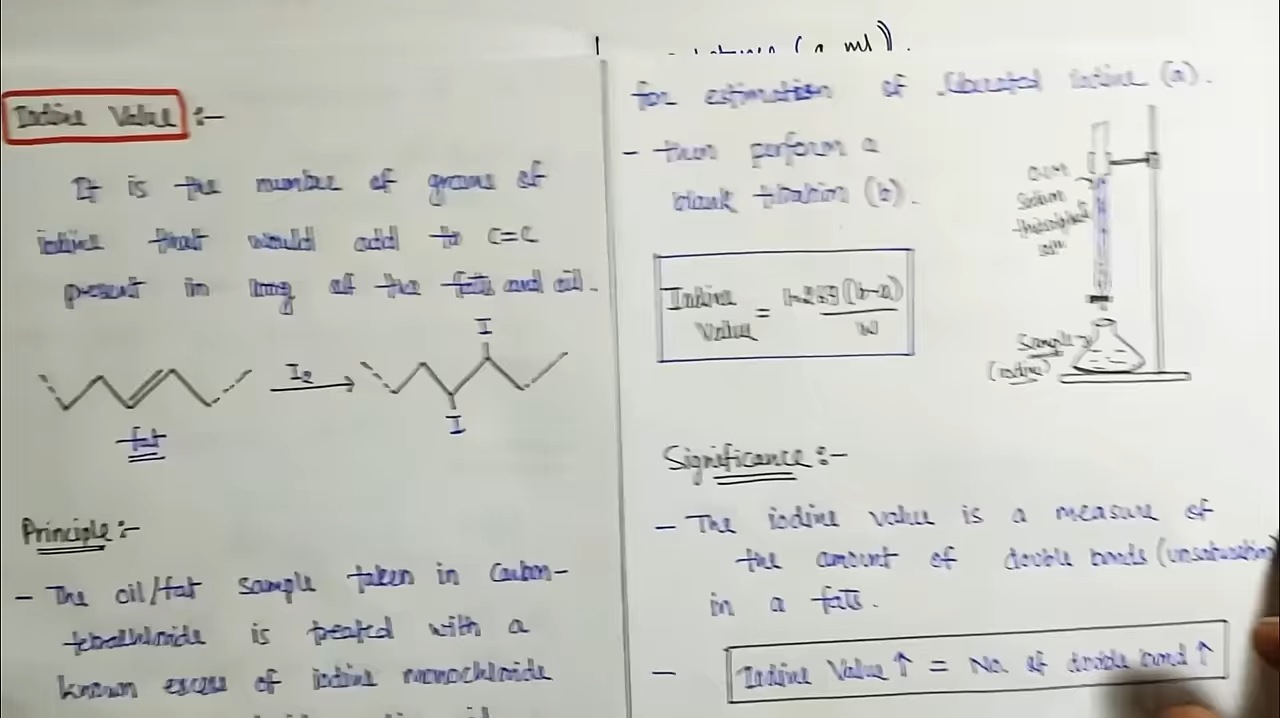 Iodine Value :-
It is the number of grams of
iodine that would add to C=C
present in 100g of the fats and oil.
I
I2
I
fat
Principle :-
- The oil/fat sample taken in Carbon-
tetrachloride is treated with a
known excess of iodine monochloride
ml).
for estimation of liberated iodine (a).
- then perform a
blank titration (b).
Iodine Value = 1.269 (b-a) / W
0.1M
Sodium
thiosulphate
soln
Sample
(iodine)
Significance :-
- The iodine value is a measure of
the amount of double bonds (unsaturation)
in a fats.
- Iodine Value ↑ = No. of double bond ↑